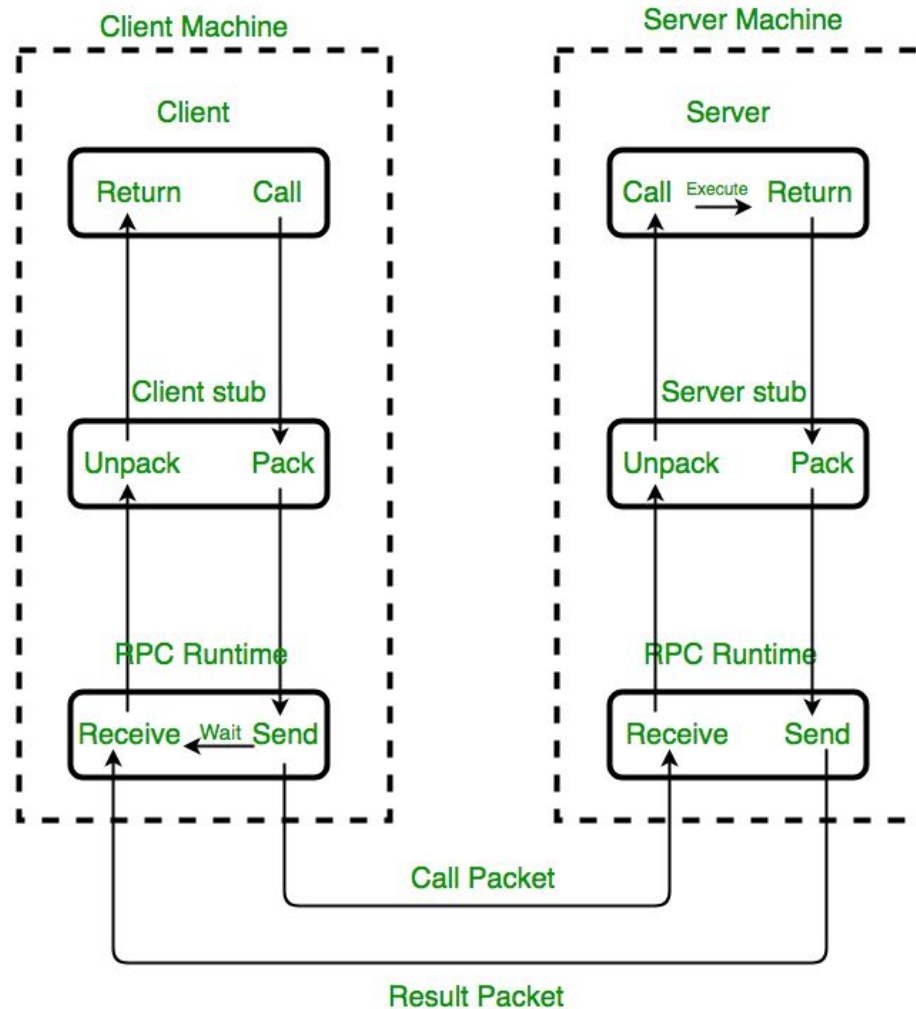 Client Machine
Server Machine
Client
Server
Return Call
Call Execute Return
Client stub
Server stub
Unpack Pack
Unpack Pack
RPC Runtime
RPC Runtime
Receive Wait Send
Receive Send
Call Packet
Result Packet